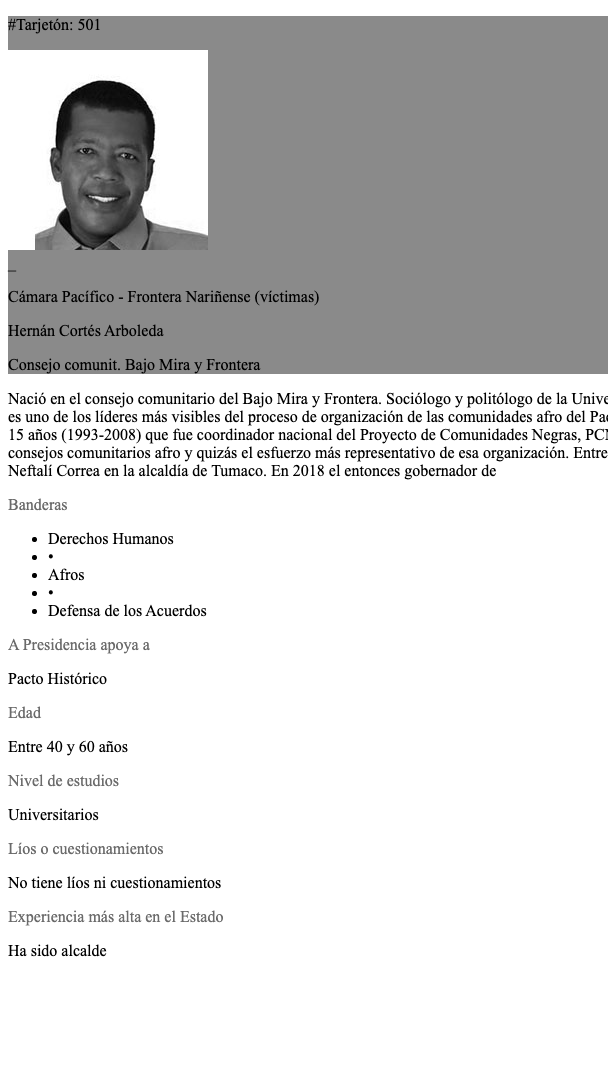 #Tarjetón: 501
_
Cámara Pacífico - Frontera Nariñense (víctimas)
Hernán Cortés Arboleda
Consejo comunit. Bajo Mira y Frontera
Nació en el consejo comunitario del Bajo Mira y Frontera. Sociólogo y politólogo de la Unive
es uno de los líderes más visibles del proceso de organización de las comunidades afro del Pa
15 años (1993-2008) que fue coordinador nacional del Proyecto de Comunidades Negras, PCN
consejos comunitarios afro y quizás el esfuerzo más representativo de esa organización. Entre
Neftalí Correa en la alcaldía de Tumaco. En 2018 el entonces gobernador de
Banderas
• Derechos Humanos
• •
• Afros
• •
• Defensa de los Acuerdos
A Presidencia apoya a
Pacto Histórico
Edad
Entre 40 y 60 años
Nivel de estudios
Universitarios
Líos o cuestionamientos
No tiene líos ni cuestionamientos
Experiencia más alta en el Estado
Ha sido alcalde